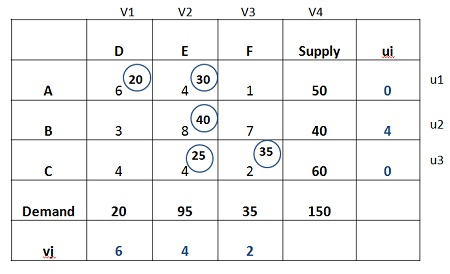 V1 V2 V3 V4
D E F Supply ui
A 6 20 4 30 1 50 0 u1
B 3 8 40 7 40 4 u2
C 4 4 25 2 35 60 0 u3
Demand 20 95 35 150
vj 6 4 2